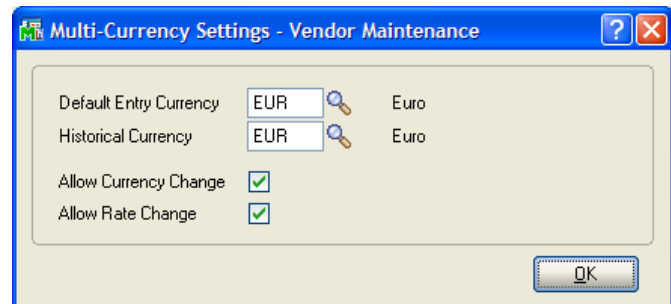 Multi-Currency Settings - Vendor Maintenance
Default Entry Currency EUR Euro
Historical Currency EUR Euro
Allow Currency Change
Allow Rate Change
OK